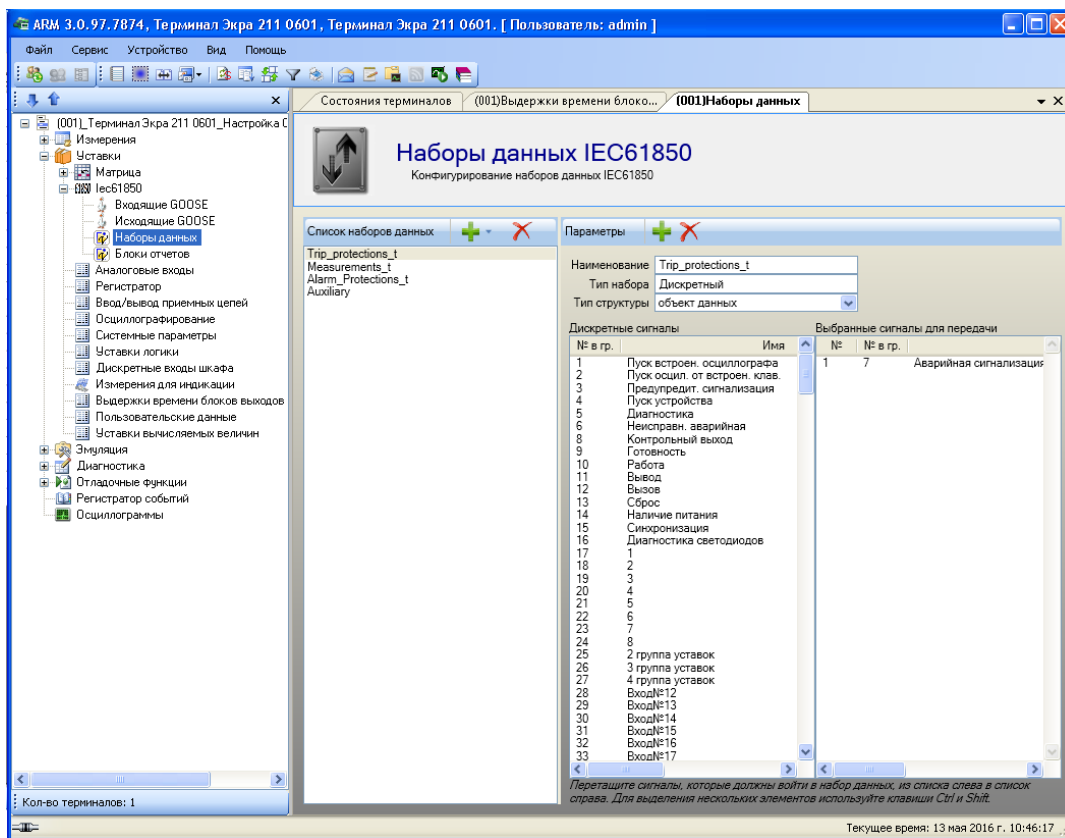 ARM 3.0.97.7874, Терминал Экра 211 0601, Терминал Экра 211 0601. [ Пользователь: admin ]
Файл Сервис Устройство Вид Помощь
(001)_Терминал Экра 211 0601_Настройка
Измерения
Уставки
Матрица
Iec61850
Входящие GOOSE
Исходящие GOOSE
Наборы данных
Блоки отчетов
Аналоговые входы
Регистратор
Ввод/вывод приемных цепей
Осциллографирование
Системные параметры
Уставки логики
Дискретные входы шкафа
Измерения для индикации
Выдержки времени блоков выходов
Пользовательские данные
Уставки вычисляемых величин
Эмуляция
Диагностика
Отладочные функции
Регистратор событий
Осциллограммы
Кол-во терминалов: 1
Состояния терминалов (001)Выдержки времени блоко... (001)Наборы данных
Наборы данных IEC61850
Конфигурирование наборов данных IEC61850
Список наборов данных
Trip_protections_t
Measurements_t
Alarm_Protections_t
Auxiliary
Параметры
Наименование Trip_protections_t
Тип набора Дискретный
Тип структуры объект данных
Дискретные сигналы
№ в гр. Имя
1 Пуск встроен. осциллографа
2 Пуск осцил. от встроен. клав.
3 Предупредит. сигнализация
4 Пуск устройства
5 Диагностика
6 Неисправн. аварийная
8 Контрольный выход
9 Готовность
10 Работа
11 Вывод
12 Вызов
13 Сброс
14 Наличие питания
15 Синхронизация
16 Диагностика светодиодов
17 1
18 2
19 3
20 4
21 5
22 6
23 7
24 8
25 2 группа уставок
26 3 группа уставок
27 4 группа уставок
28 Вход№12
29 Вход№13
30 Вход№14
31 Вход№15
32 Вход№16
33 Вход№17
Выбранные сигналы для передачи
№ № в гр.
1 7 Аварийная сигнализация
Перетащите сигналы, которые должны войти в набор данных, из списка слева в список
справа. Для выделения нескольких элементов используйте клавиши Ctrl и Shift.
Текущее время: 13 мая 2016 г. 10:46:17